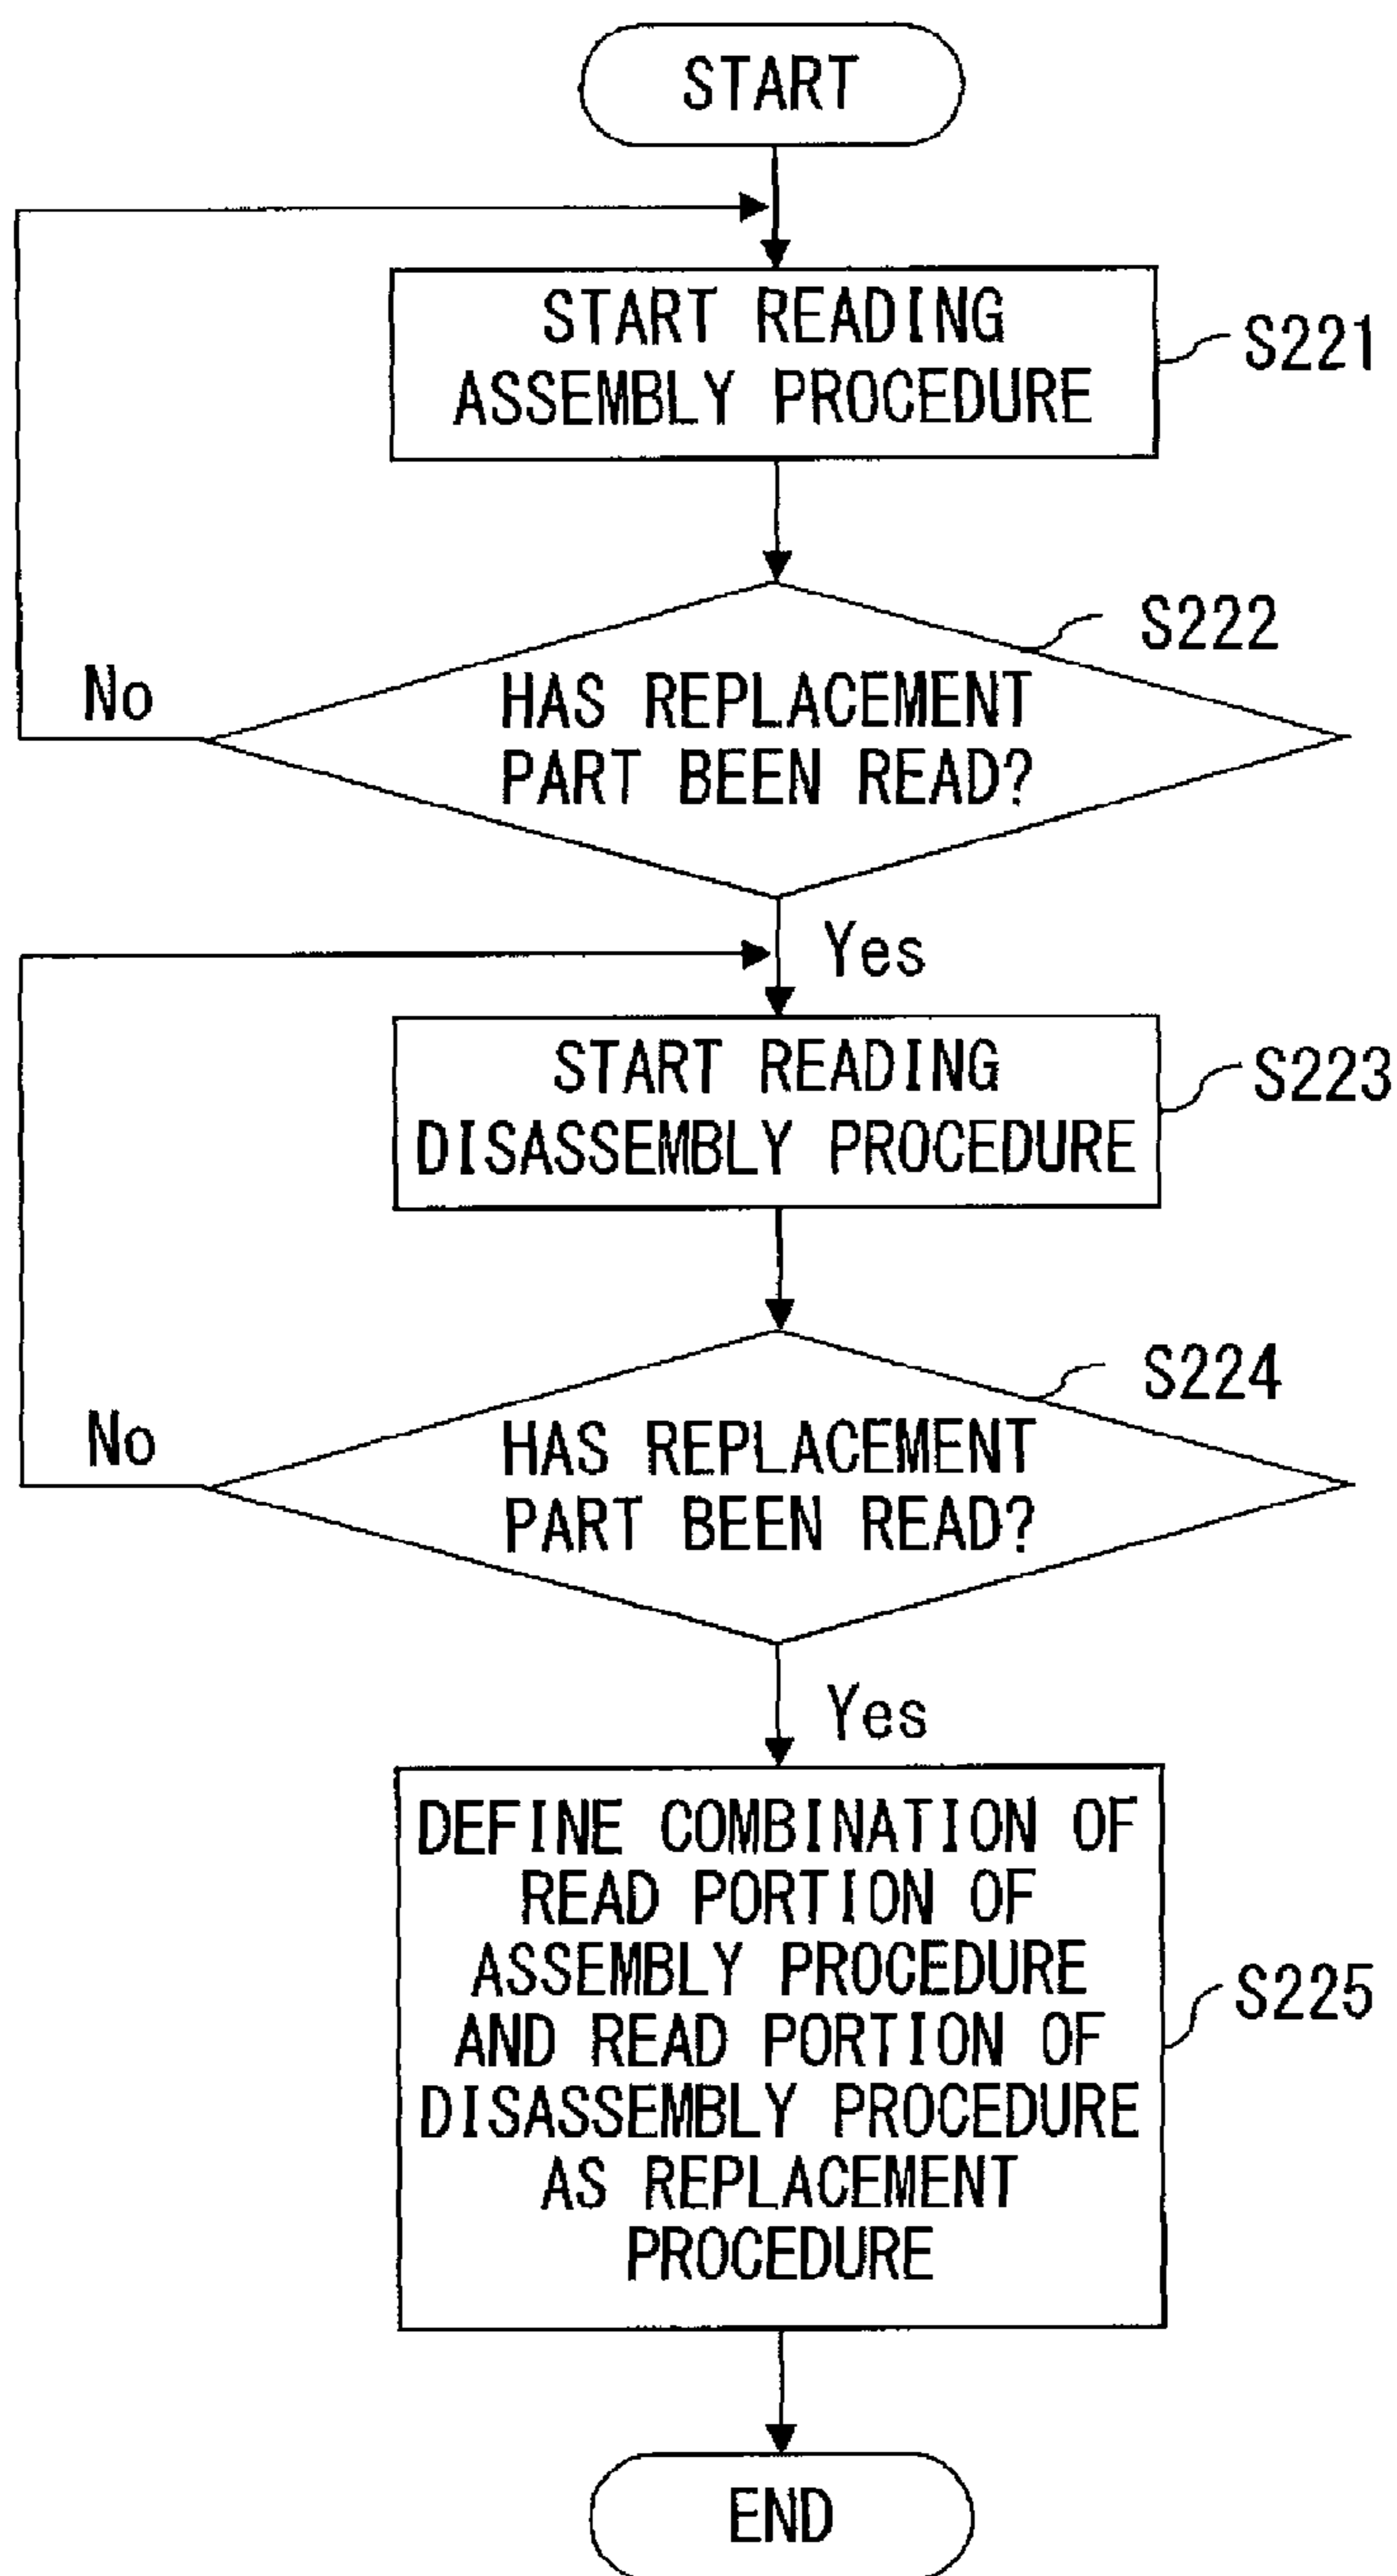 START
START READING
ASSEMBLY PROCEDURE
S221
S222
HAS REPLACEMENT
PART BEEN READ?
No
Yes
START READING
DISASSEMBLY PROCEDURE
S223
S224
HAS REPLACEMENT
PART BEEN READ?
No
Yes
DEFINE COMBINATION OF
READ PORTION OF
ASSEMBLY PROCEDURE
AND READ PORTION OF
DISASSEMBLY PROCEDURE
AS REPLACEMENT
PROCEDURE
S225
END